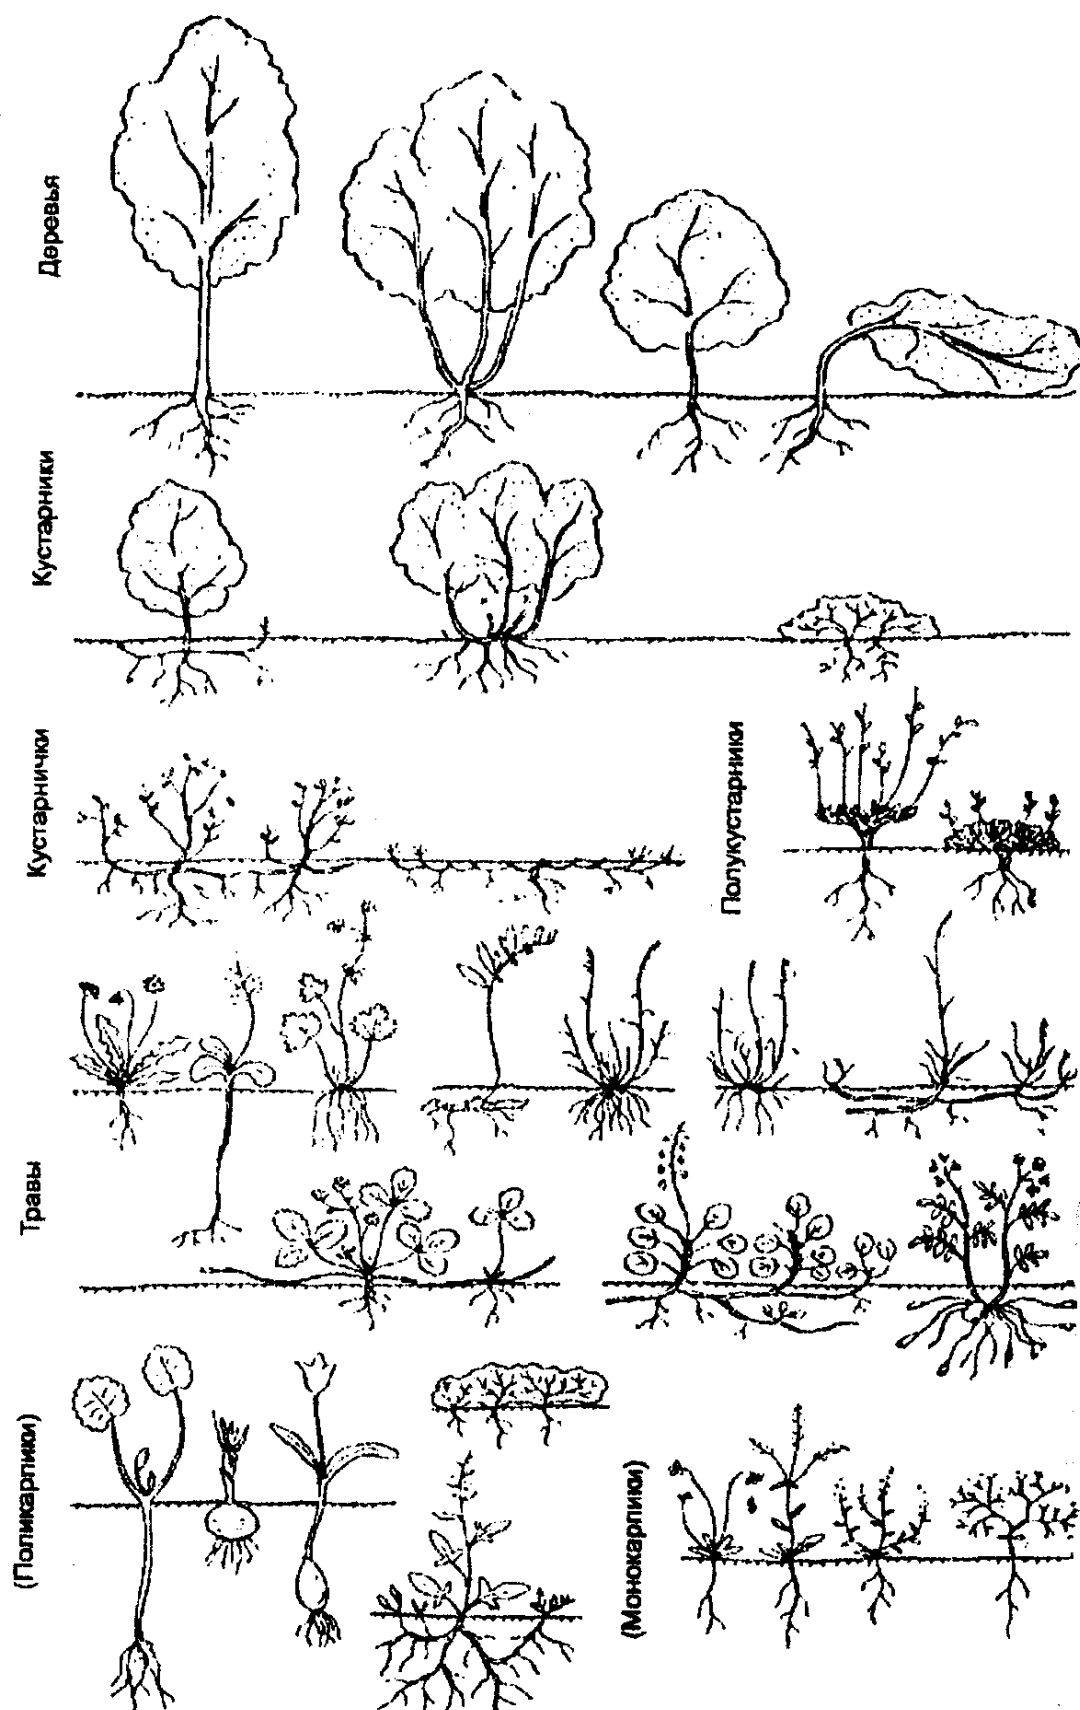 Деревья
Кустарники
Кустарнички
Полукустарники
Травы
(Поликарпики)
(Монокарпики)